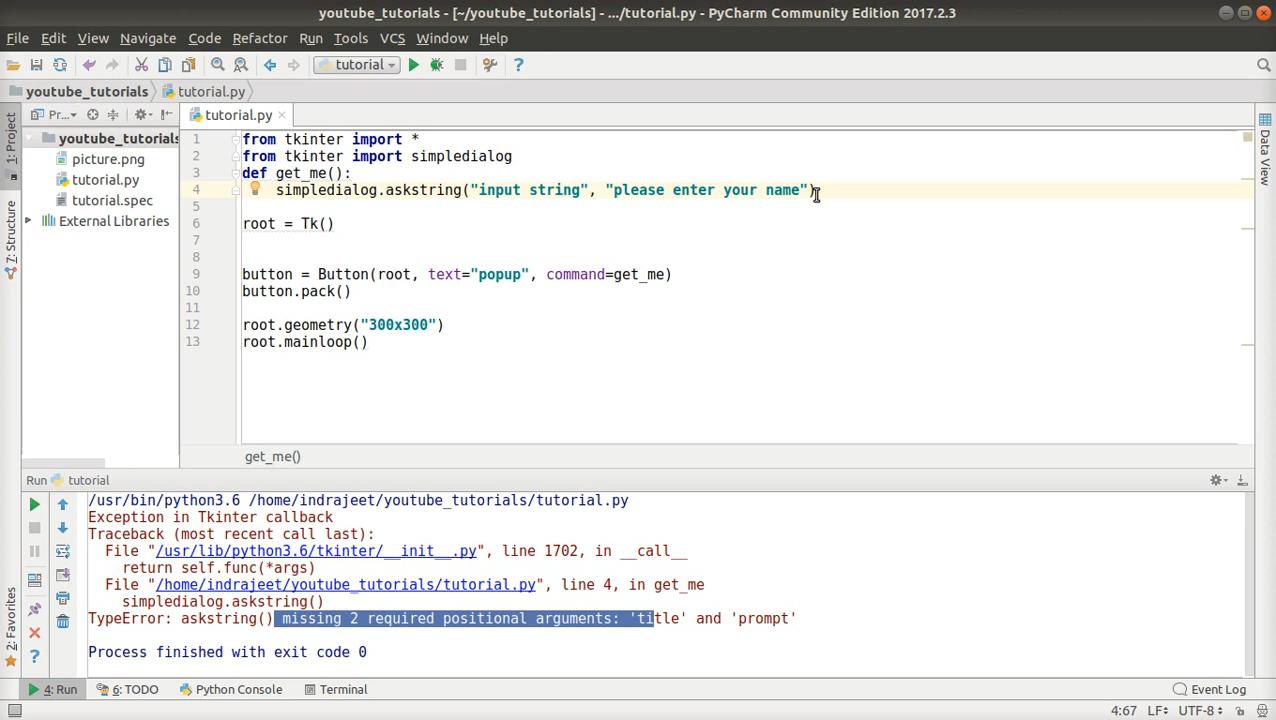 youtube_tutorials - [~/youtube_tutorials] - .../tutorial.py - PyCharm Community Edition 2017.2.3
File Edit View Navigate Code Refactor Run Tools VCS Window Help
tutorial
youtube_tutorials tutorial.py
1: Project
7: Structure
2: Favorites
Pr...
youtube_tutorials
picture.png
tutorial.py
tutorial.spec
External Libraries
tutorial.py
1 from tkinter import *
2 from tkinter import simpledialog
3 def get_me():
4 simpledialog.askstring("input string", "please enter your name")
5
6 root = Tk()
7
8
9 button = Button(root, text="popup", command=get_me)
10 button.pack()
11
12 root.geometry("300x300")
13 root.mainloop()
get_me()
Data View
Run tutorial
/usr/bin/python3.6 /home/indrajeet/youtube_tutorials/tutorial.py
Exception in Tkinter callback
Traceback (most recent call last):
File "/usr/lib/python3.6/tkinter/__init__.py", line 1702, in __call__
return self.func(*args)
File "/home/indrajeet/youtube_tutorials/tutorial.py", line 4, in get_me
simpledialog.askstring()
TypeError: askstring() missing 2 required positional arguments: 'title' and 'prompt'
Process finished with exit code 0
4: Run 6: TODO Python Console Terminal Event Log
4:67 LF UTF-8